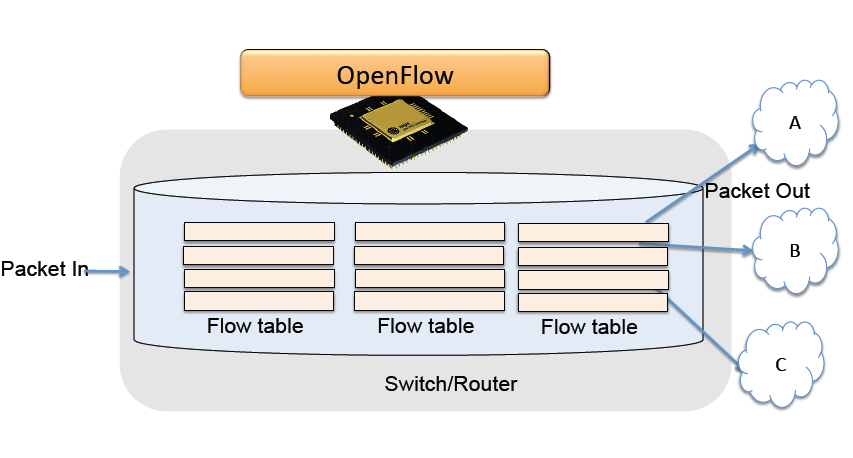 OpenFlow
A
Packet Out
B
Packet In
Flow table
Flow table
Flow table
C
Switch/Router